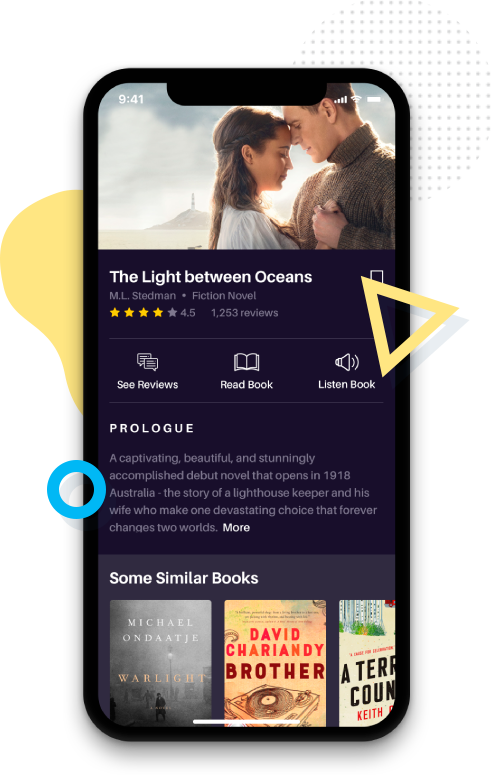 9:41
The Light between Oceans
M.L. Stedman • Fiction Novel
4.5 1,253 reviews
See Reviews Read Book Listen Book
PROLOGUE
A captivating, beautiful, and stunningly
accomplished debut novel that opens in 1918
Australia - the story of a lighthouse keeper and his
wife who make one devastating choice that forever
changes two worlds. More
Some Similar Books
MICHAEL
ONDAATJE
WARLIGHT
A NOVEL
DAVID
CHARIANDY
BROTHER
A TERR
COUN
KEITH